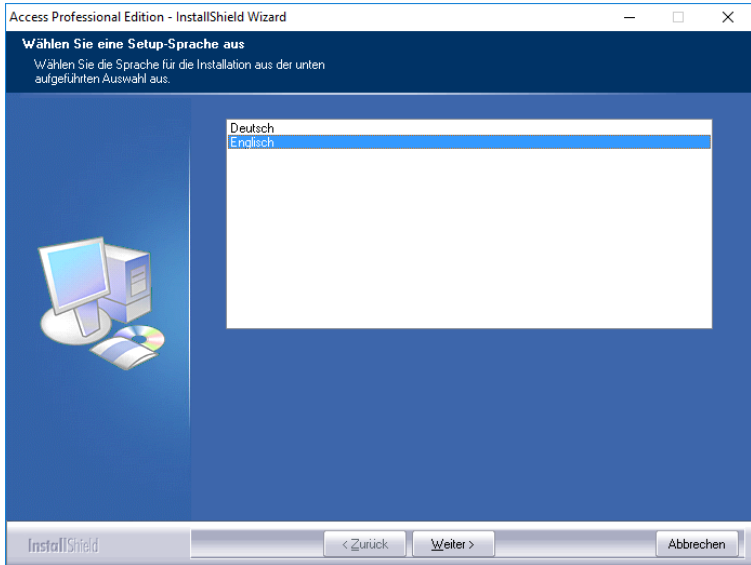 Access Professional Edition - InstallShield Wizard
Wählen Sie eine Setup-Sprache aus
Wählen Sie die Sprache für die Installation aus der unten
aufgeführten Auswahl aus.
Deutsch
Englisch
InstallShield
< Zurück
Weiter >
Abbrechen